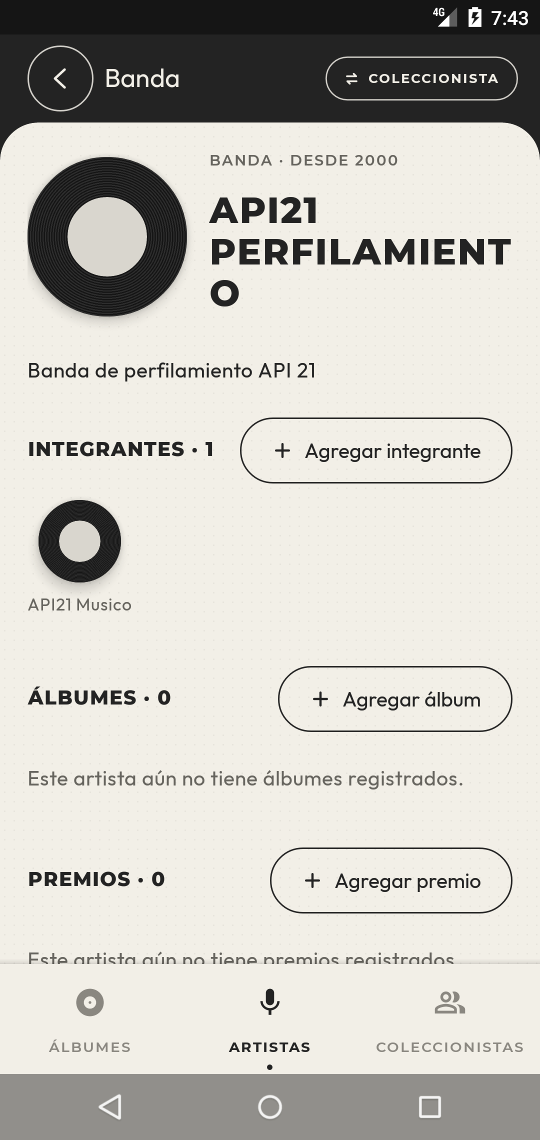 4G 7:43
Banda
COLECCIONISTA
BANDA · DESDE 2000
API21
PERFILAMIENT
O
Banda de perfilamiento API 21
INTEGRANTES · 1
+ Agregar integrante
API21 Musico
ÁLBUMES · 0
+ Agregar álbum
Este artista aún no tiene álbumes registrados.
PREMIOS · 0
+ Agregar premio
Este artista aún no tiene premios registrados
ÁLBUMES
ARTISTAS
COLECCIONISTAS